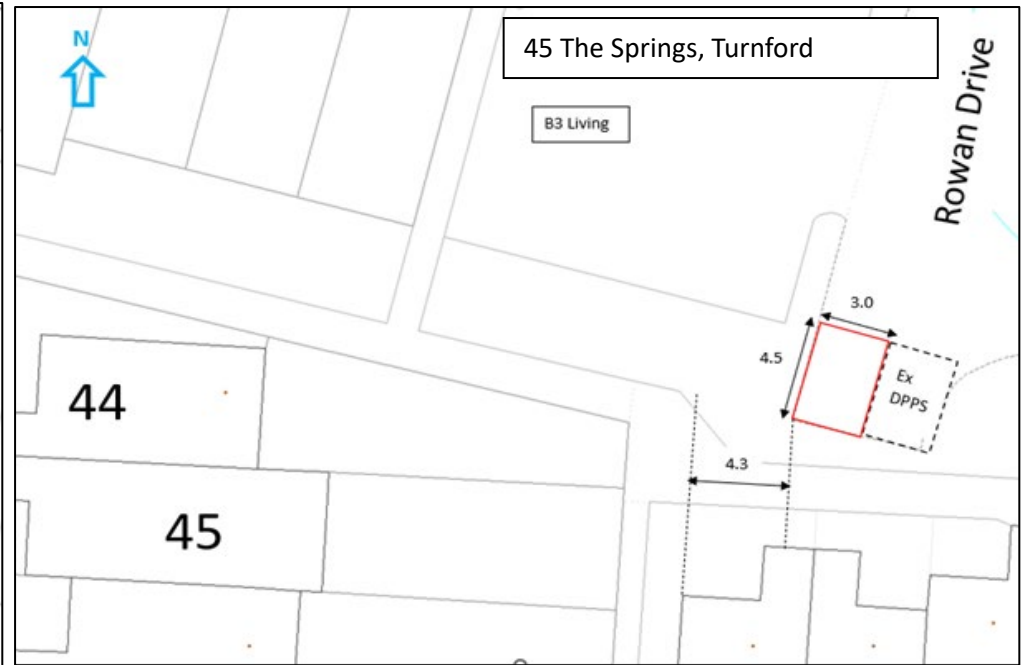 N
45 The Springs, Turnford
B3 Living
Rowan Drive
3.0
4.5
Ex
DPPS
44
4.3
45